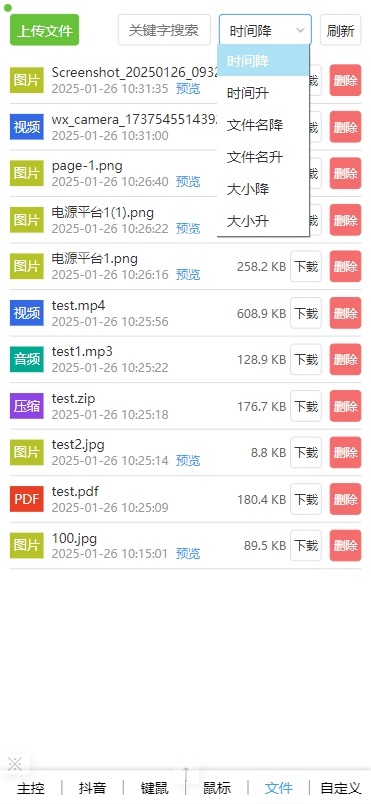 上传文件 关键字搜索 时间降 刷新
时间降
时间升
文件名降
文件名升
大小降
大小升
图片 Screenshot_20250126_0932
2025-01-26 10:31:35 预览 删除
视频 wx_camera_173754551439
2025-01-26 10:31:00 删除
图片 page-1.png
2025-01-26 10:26:40 预览 删除
图片 电源平台1(1).png
2025-01-26 10:26:22 预览 删除
图片 电源平台1.png
2025-01-26 10:26:16 预览 258.2 KB 下载 删除
视频 test.mp4
2025-01-26 10:25:56 608.9 KB 下载 删除
音频 test1.mp3
2025-01-26 10:25:22 128.9 KB 下载 删除
压缩 test.zip
2025-01-26 10:25:18 176.7 KB 下载 删除
图片 test2.jpg
2025-01-26 10:25:14 预览 8.8 KB 下载 删除
PDF test.pdf
2025-01-26 10:25:09 180.4 KB 下载 删除
图片 100.jpg
2025-01-26 10:15:01 预览 89.5 KB 下载 删除
※
主控 | 抖音 | 键鼠 | 鼠标 | 文件 | 自定义